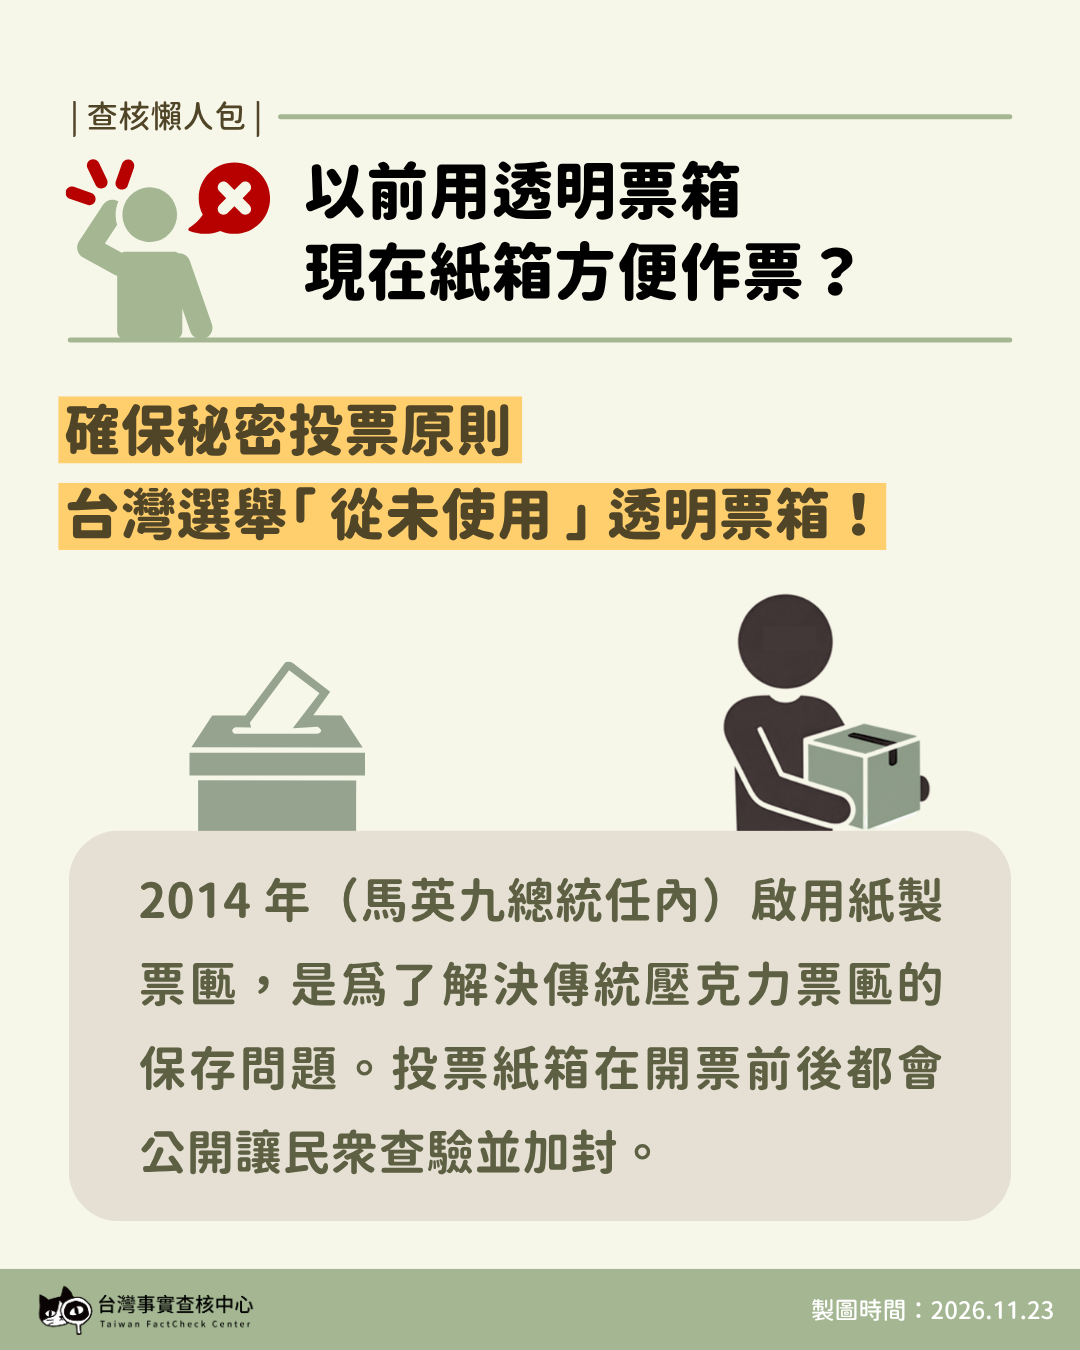 | 查核懶人包 |
以前用透明票箱
現在紙箱方便作票？
確保秘密投票原則
台灣選舉「從未使用」透明票箱！
2014 年（馬英九總統任內）啟用紙製
票匭，是為了解決傳統壓克力票匭的
保存問題。投票紙箱在開票前後都會
公開讓民眾查驗並加封。
台灣事實查核中心
Taiwan FactCheck Center
製圖時間：2026.11.23